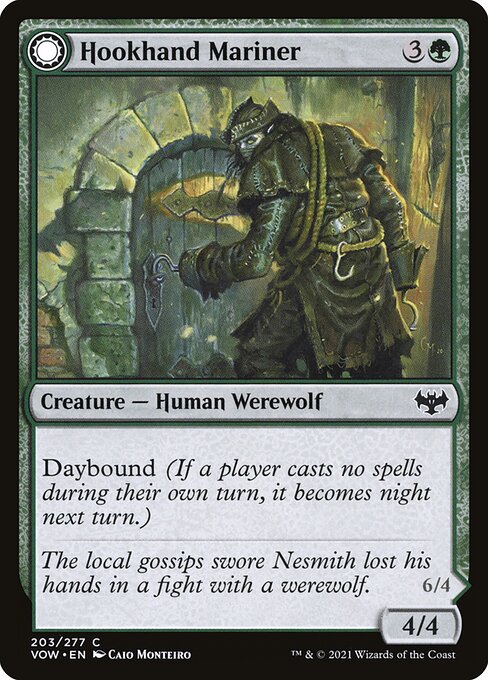 Hookhand Mariner 3
Creature — Human Werewolf
Daybound (If a player casts no spells
during their own turn, it becomes night
next turn.)
The local gossips swore Nesmith lost his
hands in a fight with a werewolf.
6/4
4/4
203/277 C
VOW • EN Caio Monteiro
™ & © 2021 Wizards of the Coast